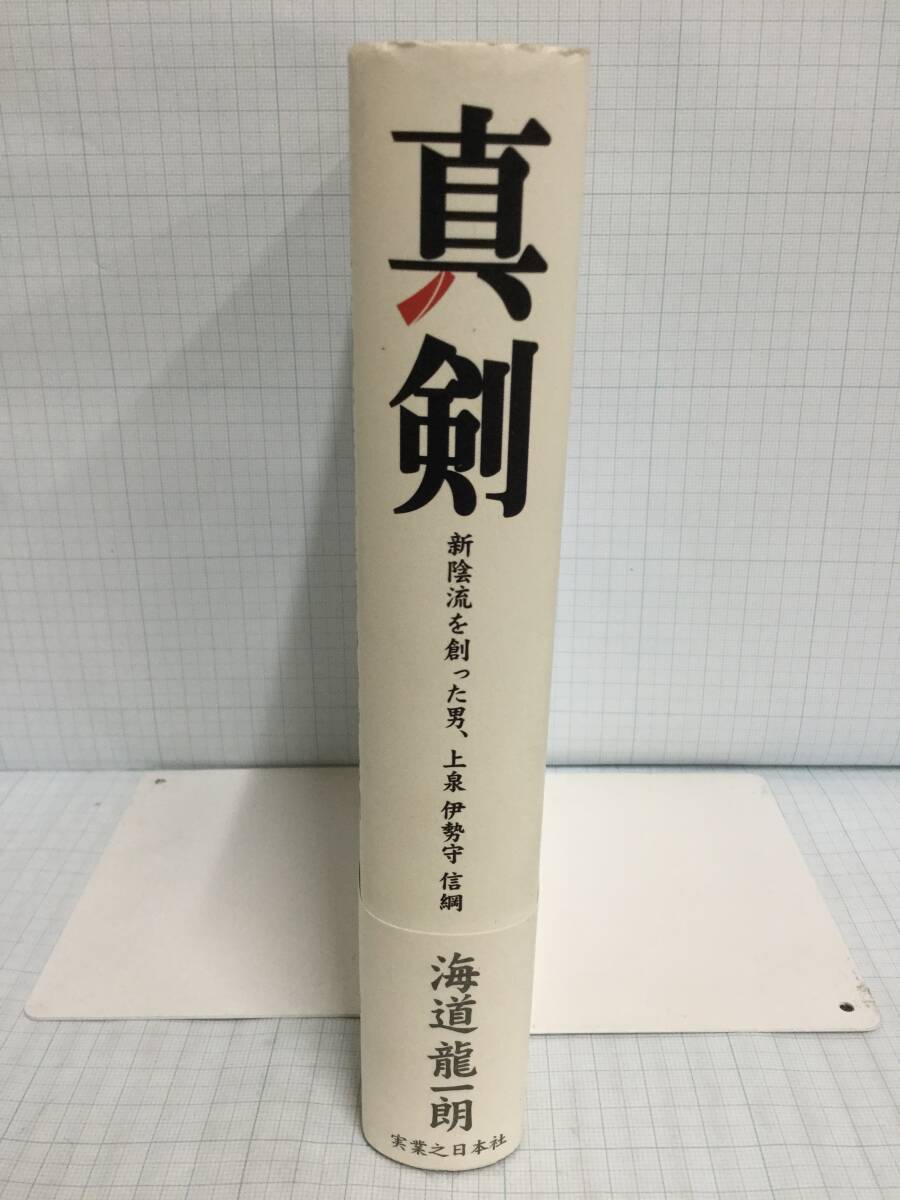 真剣
新陰流を創った男、上泉 伊勢守 信綱
海道龍一朗
実業之日本社